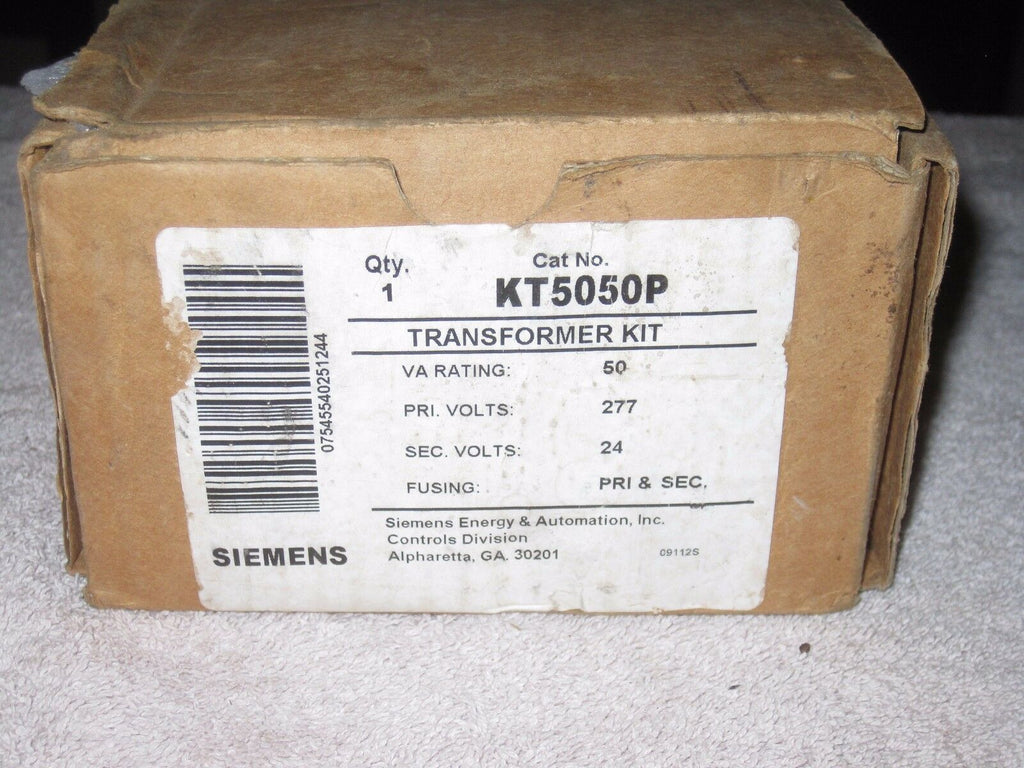 Qty. Cat No.
1 KT5050P
TRANSFORMER KIT
VA RATING: 50
PRI. VOLTS: 277
SEC. VOLTS: 24
FUSING: PRI & SEC.
Siemens Energy & Automation, Inc.
Controls Division
Alpharetta, GA. 30201 09112S
07545540251244
SIEMENS